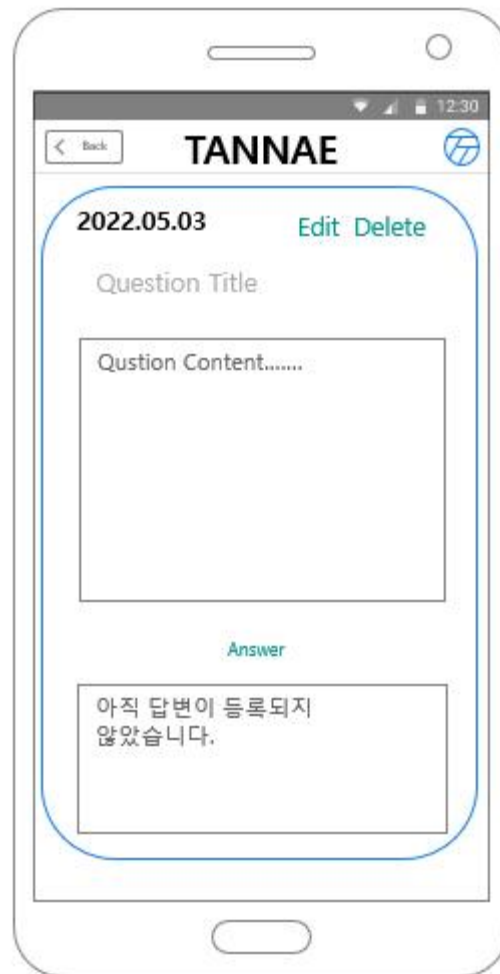 12:30
Back
TANNAE
2022.05.03
Edit Delete
Question Title
Qustion Content.......
Answer
아직 답변이 등록되지
않았습니다.